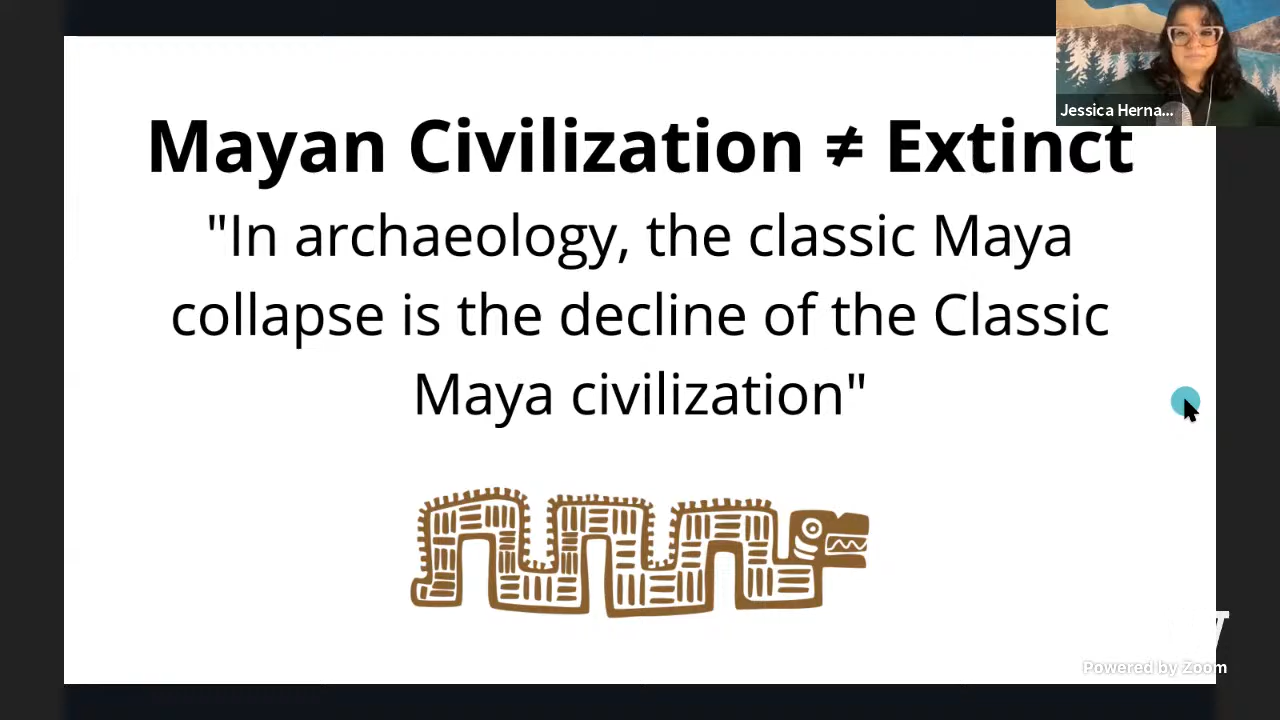 Jessica Herna...
Mayan Civilization ≠ Extinct
"In archaeology, the classic Maya
collapse is the decline of the Classic
Maya civilization"
Powered by Zoom